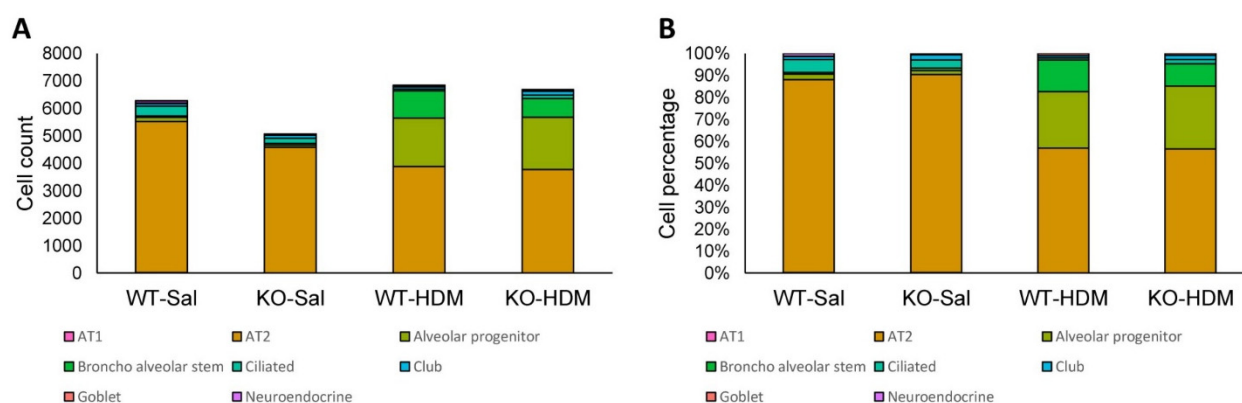 A
8000
7000
6000
5000
4000
3000
2000
1000
0
Cell count
WT-Sal KO-Sal WT-HDM KO-HDM
AT1 AT2 Alveolar progenitor
Broncho alveolar stem Ciliated Club
Goblet Neuroendocrine
B
100%
90%
80%
70%
60%
50%
40%
30%
20%
10%
0%
Cell percentage
WT-Sal KO-Sal WT-HDM KO-HDM
AT1 AT2 Alveolar progenitor
Broncho alveolar stem Ciliated Club
Goblet Neuroendocrine